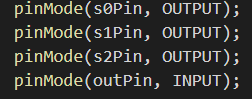 pinMode(s0Pin, OUTPUT);
pinMode(s1Pin, OUTPUT);
pinMode(s2Pin, OUTPUT);
pinMode(outPin, INPUT);